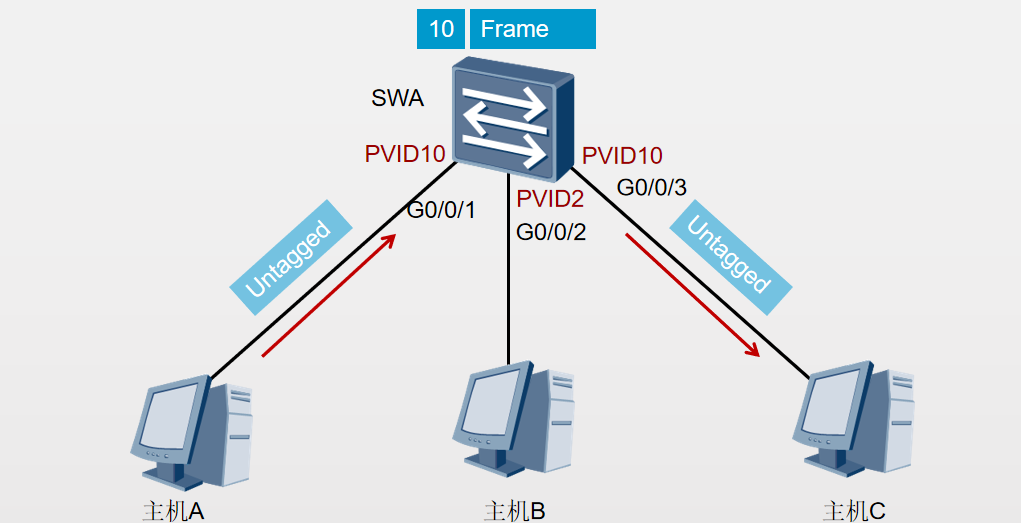 10 Frame
SWA
PVID10
PVID10
G0/0/3
G0/0/1
PVID2
G0/0/2
Untagged
Untagged
主机A
主机B
主机C